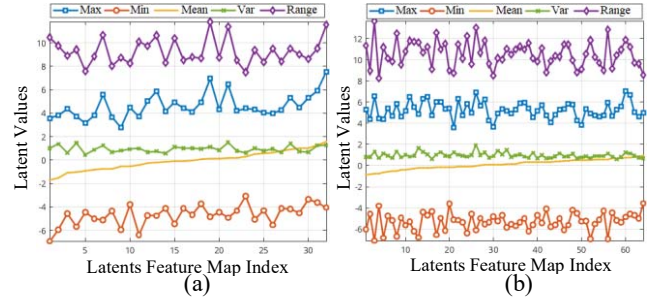 Max Min Mean Var Range
Max Min Mean Var Range
Latent Values
10
8
6
4
2
0
-2
-4
-6
5 10 15 20 25 30
Latents Feature Map Index
(a)
Latent Values
12
10
8
6
4
2
0
-2
-4
-6
10 20 30 40 50 60
Latents Feature Map Index
(b)